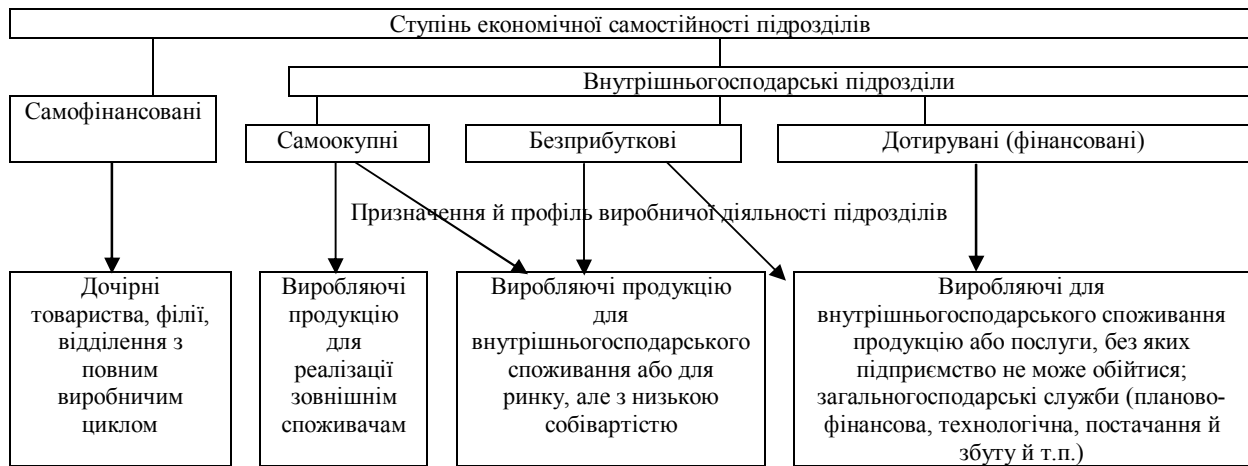 Ступінь економічної самостійності підрозділів
Внутрішньогосподарські підрозділи
Самофінансовані
Самоокупні
Безприбуткові
Дотирувані (фінансовані)
Призначення й профіль виробничої діяльності підрозділів
Дочірні
товариства, філії,
відділення з
повним
виробничим
циклом
Виробляючі
продукцію
для
реалізації
зовнішнім
споживачам
Виробляючі продукцію
для
внутрішньогосподарського
споживання або для
ринку, але з низькою
собівартістю
Виробляючі для
внутрішньогосподарського споживання
продукцію або послуги, без яких
підприємство не може обійтися;
загальногосподарські служби (планово-
фінансова, технологічна, постачання й
збуту й т.п.)